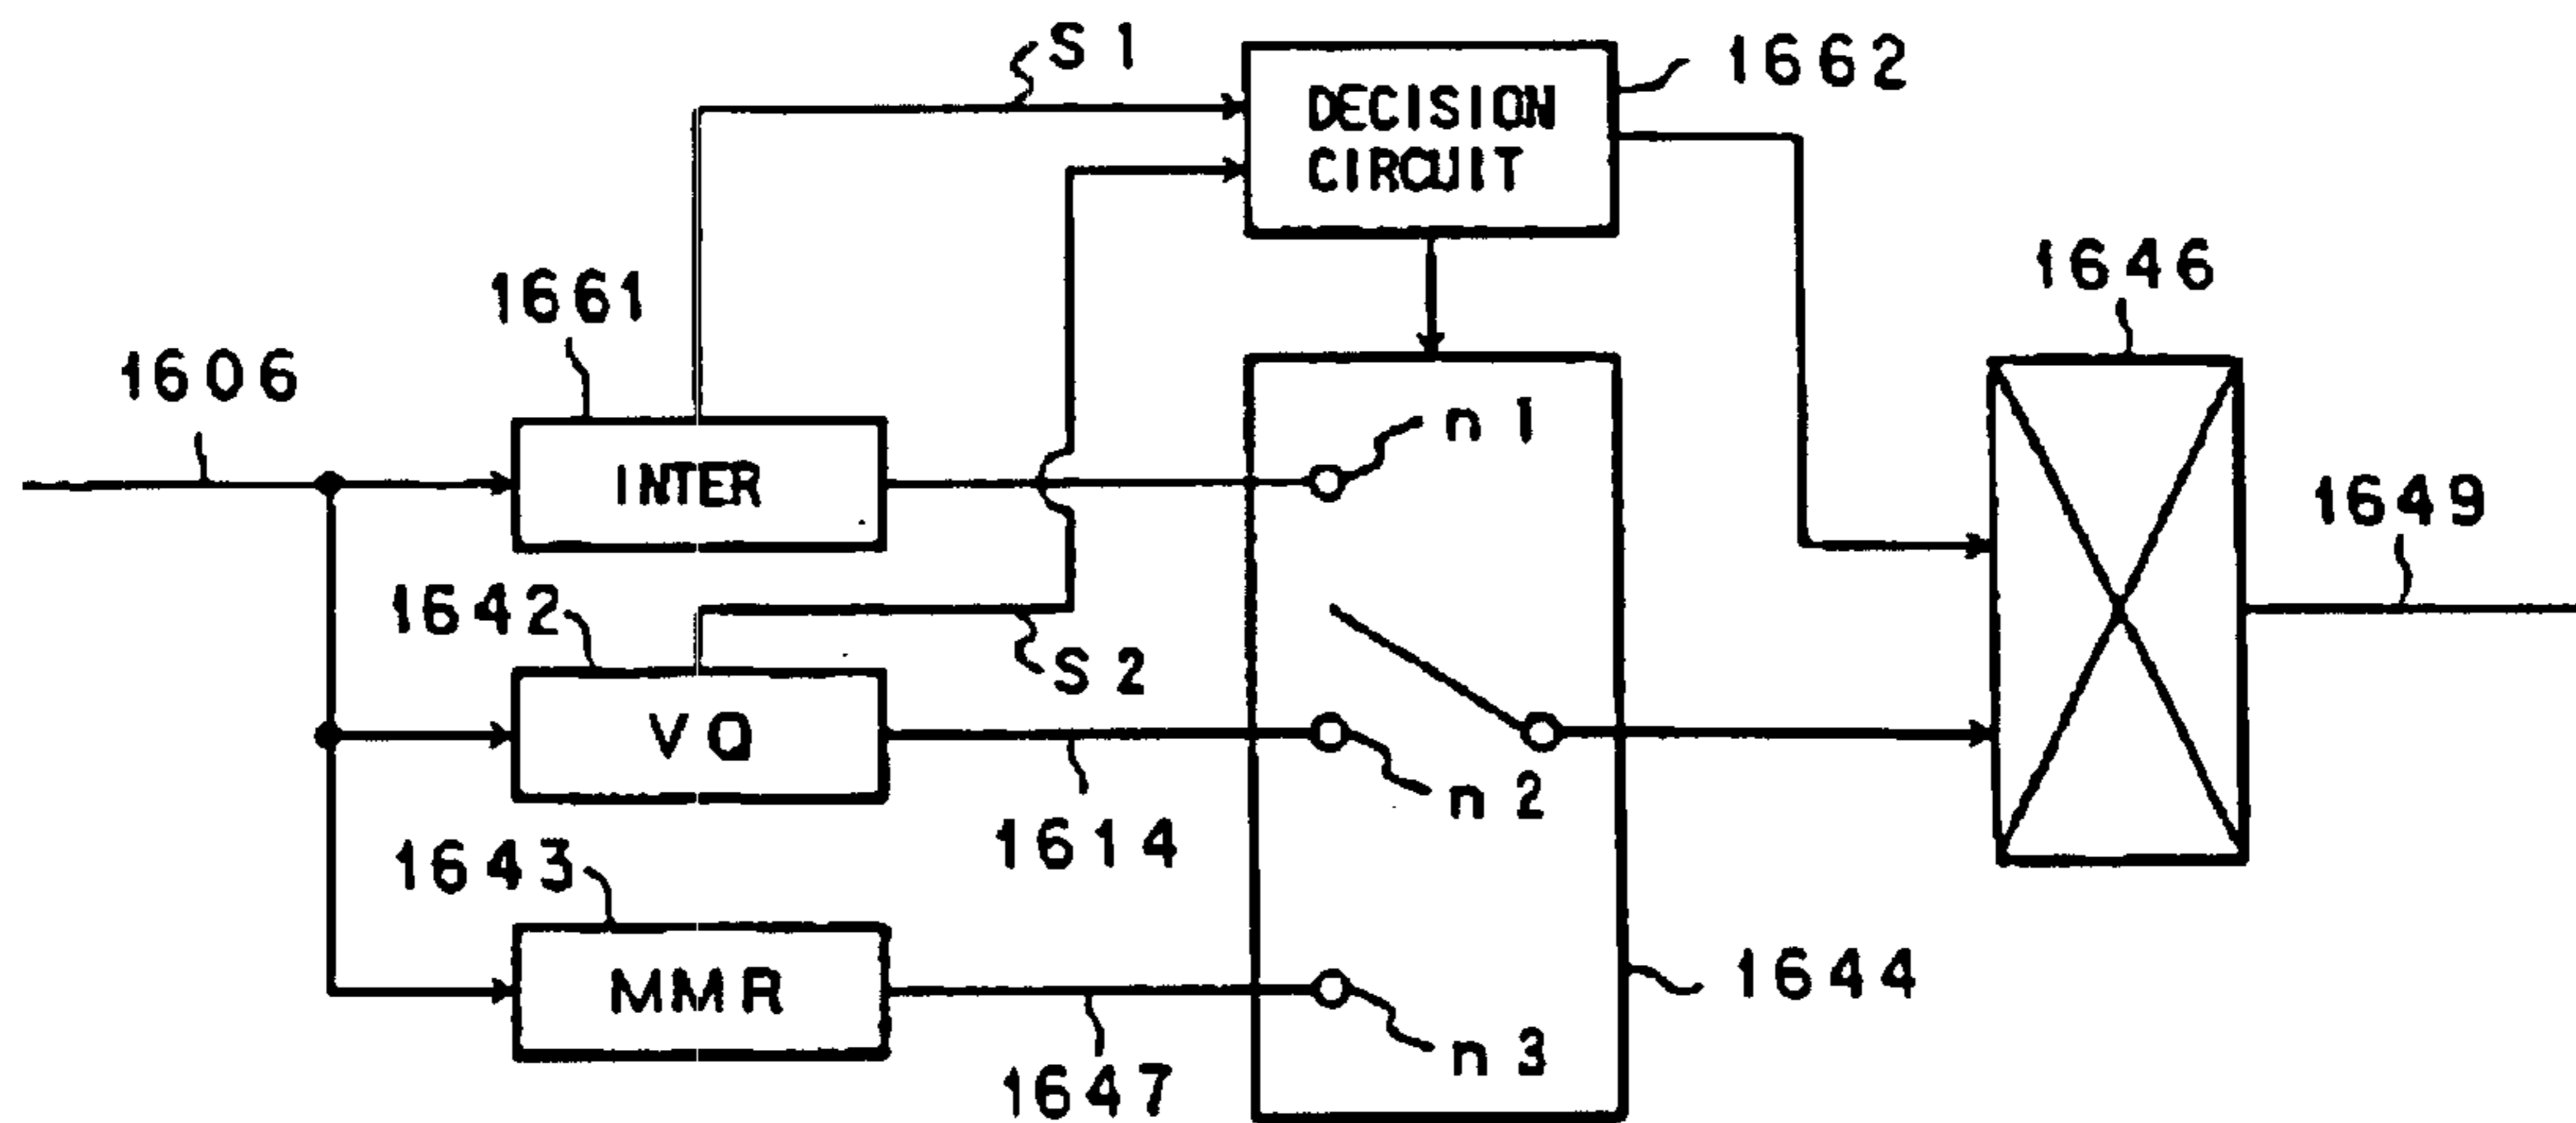 S1
1662
DECISION
CIRCUIT
1646
1661
1606
n1
INTER
1649
1642
S2
VQ
n2
1614
1643
1644
MMR
n3
1647